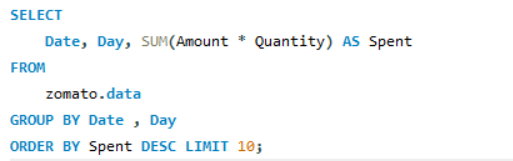 SELECT
Date, Day, SUM(Amount * Quantity) AS Spent
FROM
zomato.data
GROUP BY Date , Day
ORDER BY Spent DESC LIMIT 10;